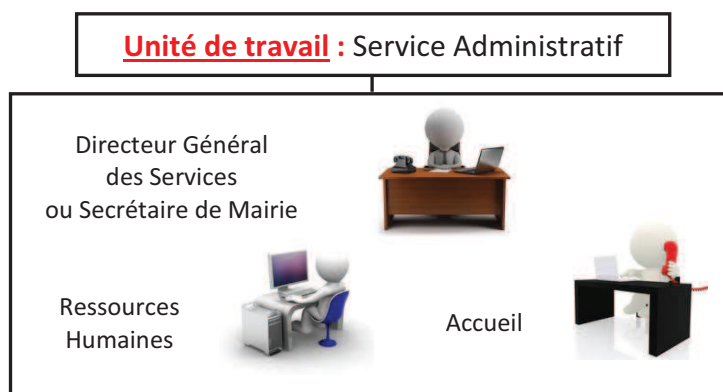 Unité de travail : Service Administratif
Directeur Général
des Services
ou Secrétaire de Mairie
Ressources
Humaines
Accueil